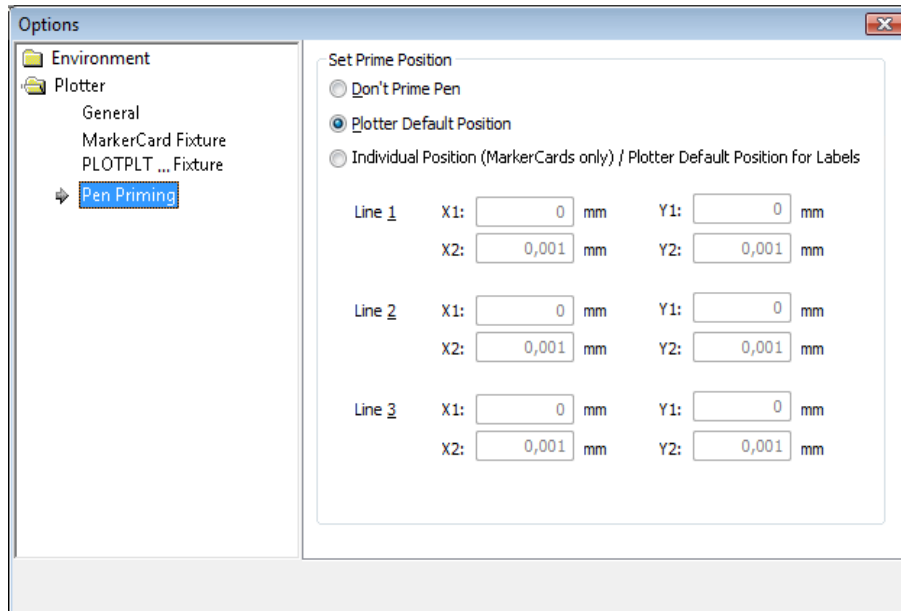 Options
Environment
Plotter
General
MarkerCard Fixture
PLOTPLT ... Fixture
Pen Priming
Set Prime Position
Don't Prime Pen
Plotter Default Position
Individual Position (MarkerCards only) / Plotter Default Position for Labels
Line 1 X1: 0 mm Y1: 0 mm
X2: 0,001 mm Y2: 0,001 mm
Line 2 X1: 0 mm Y1: 0 mm
X2: 0,001 mm Y2: 0,001 mm
Line 3 X1: 0 mm Y1: 0 mm
X2: 0,001 mm Y2: 0,001 mm